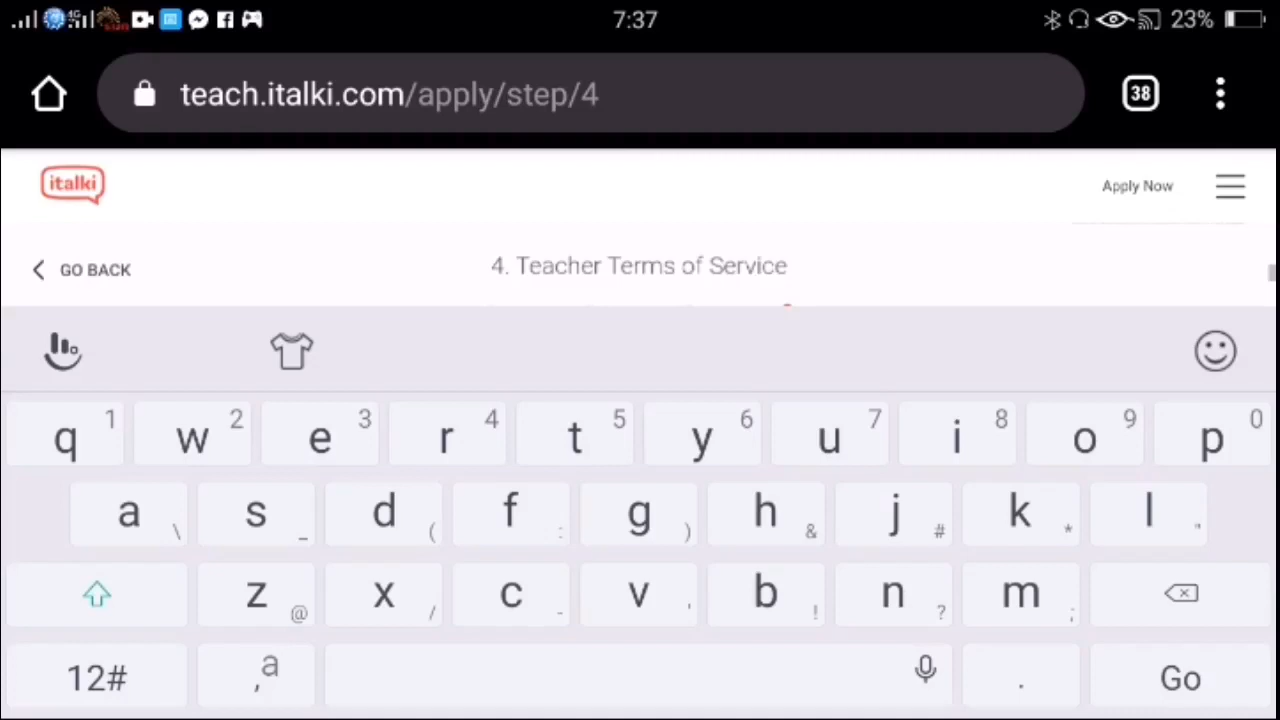 4G 7:37 23%
teach.italki.com/apply/step/4 38
italki Apply Now
GO BACK 4. Teacher Terms of Service
q 1 w 2 e 3 r 4 t 5 y 6 u 7 i 8 o 9 p 0
a \ s _ d ( f : g ) h & j # k * l "
z @ x / c - v ' b ! n ? m ;
12# , a . Go